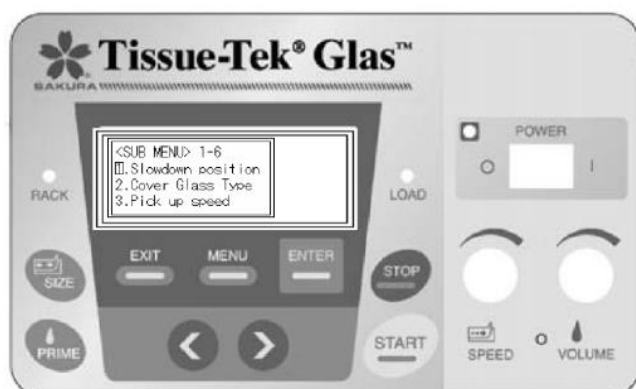 Tissue-Tek® Glas™
SAKURA
<SUB MENU> 1-6
1.Slowdown position
2.Cover Glass Type
3.Pick up speed
RACK
LOAD
POWER
O
I
EXIT
MENU
ENTER
SIZE
STOP
PRIME
START
SPEED
VOLUME